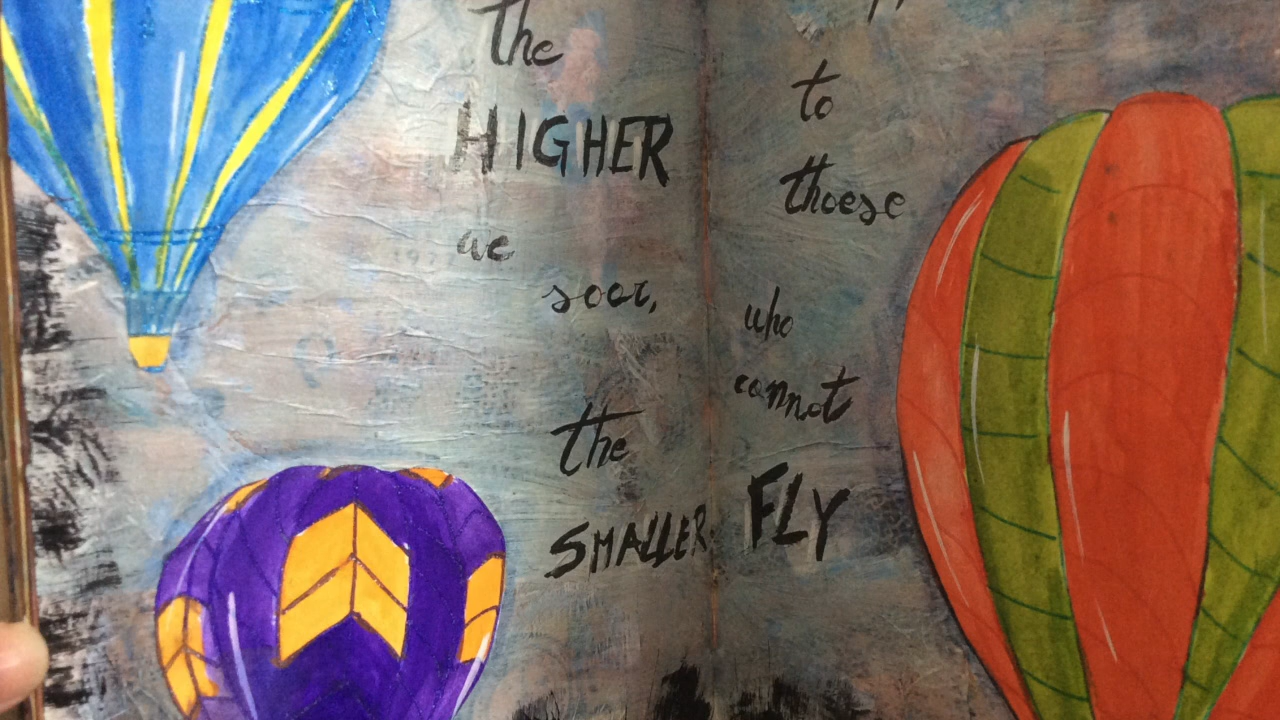 The
HIGHER
we
soar,
the
SMALLER
to
thoese
who
cannot
FLY